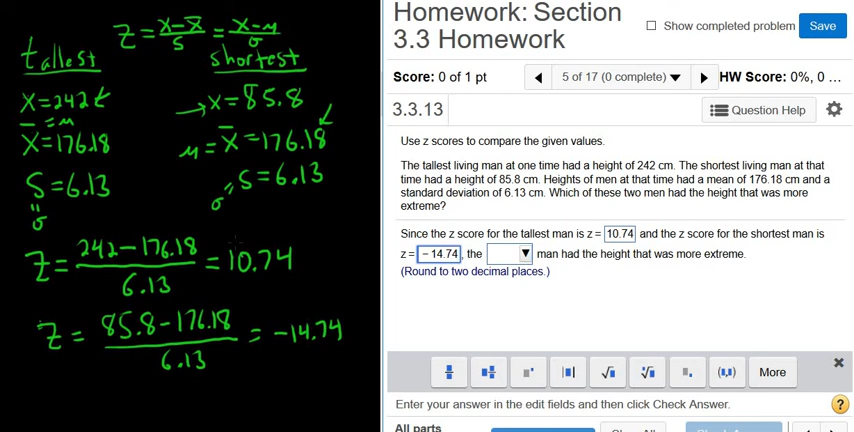 Z = x-x̅/s = x-μ/σ
tallest
shortest
x=242
x̅=μ
x̅=176.18
s=6.13
σ
→x=85.8
μ=x̅=176.18
σ=s=6.13
Z = 242-176.18/6.13 = 10.74
Z = 85.8-176.18/6.13 = -14.74
Homework: Section 3.3 Homework
Show completed problem
Save
Score: 0 of 1 pt
5 of 17 (0 complete)
HW Score: 0%, 0 ...
3.3.13
Question Help
Use z scores to compare the given values.
The tallest living man at one time had a height of 242 cm. The shortest living man at that
time had a height of 85.8 cm. Heights of men at that time had a mean of 176.18 cm and a
standard deviation of 6.13 cm. Which of these two men had the height that was more
extreme?
Since the z score for the tallest man is z= 10.74 and the z score for the shortest man is
z= -14.74, the ▼ man had the height that was more extreme.
(Round to two decimal places.)
More
Enter your answer in the edit fields and then click Check Answer.
?
All parts
Clear All